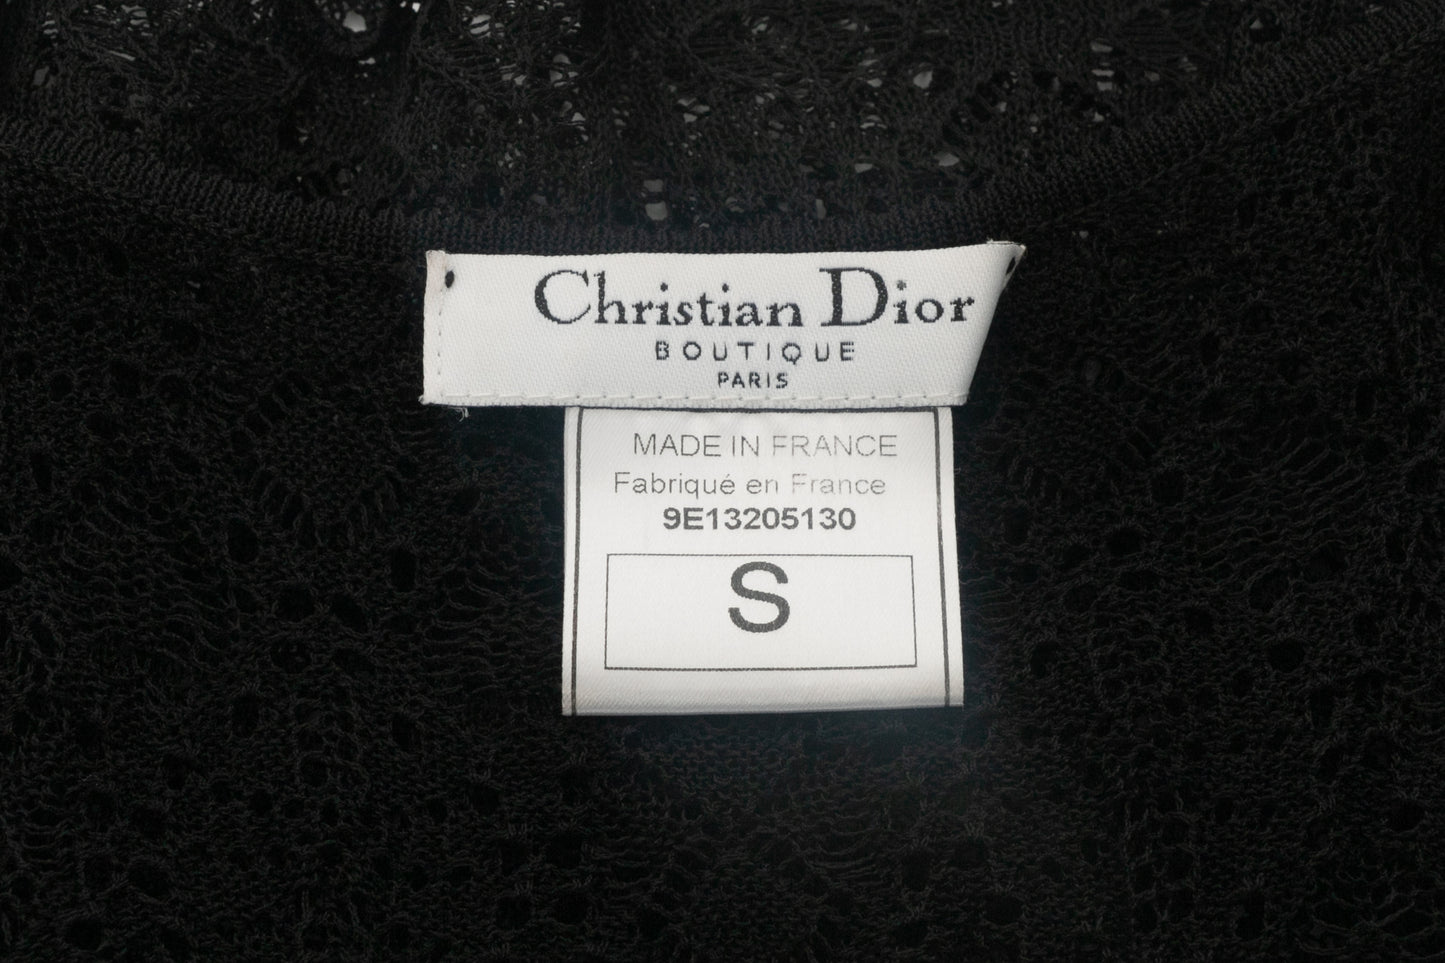 Christian Dior
BOUTIQUE
PARIS
MADE IN FRANCE
Fabriqué en France
9E13205130
S